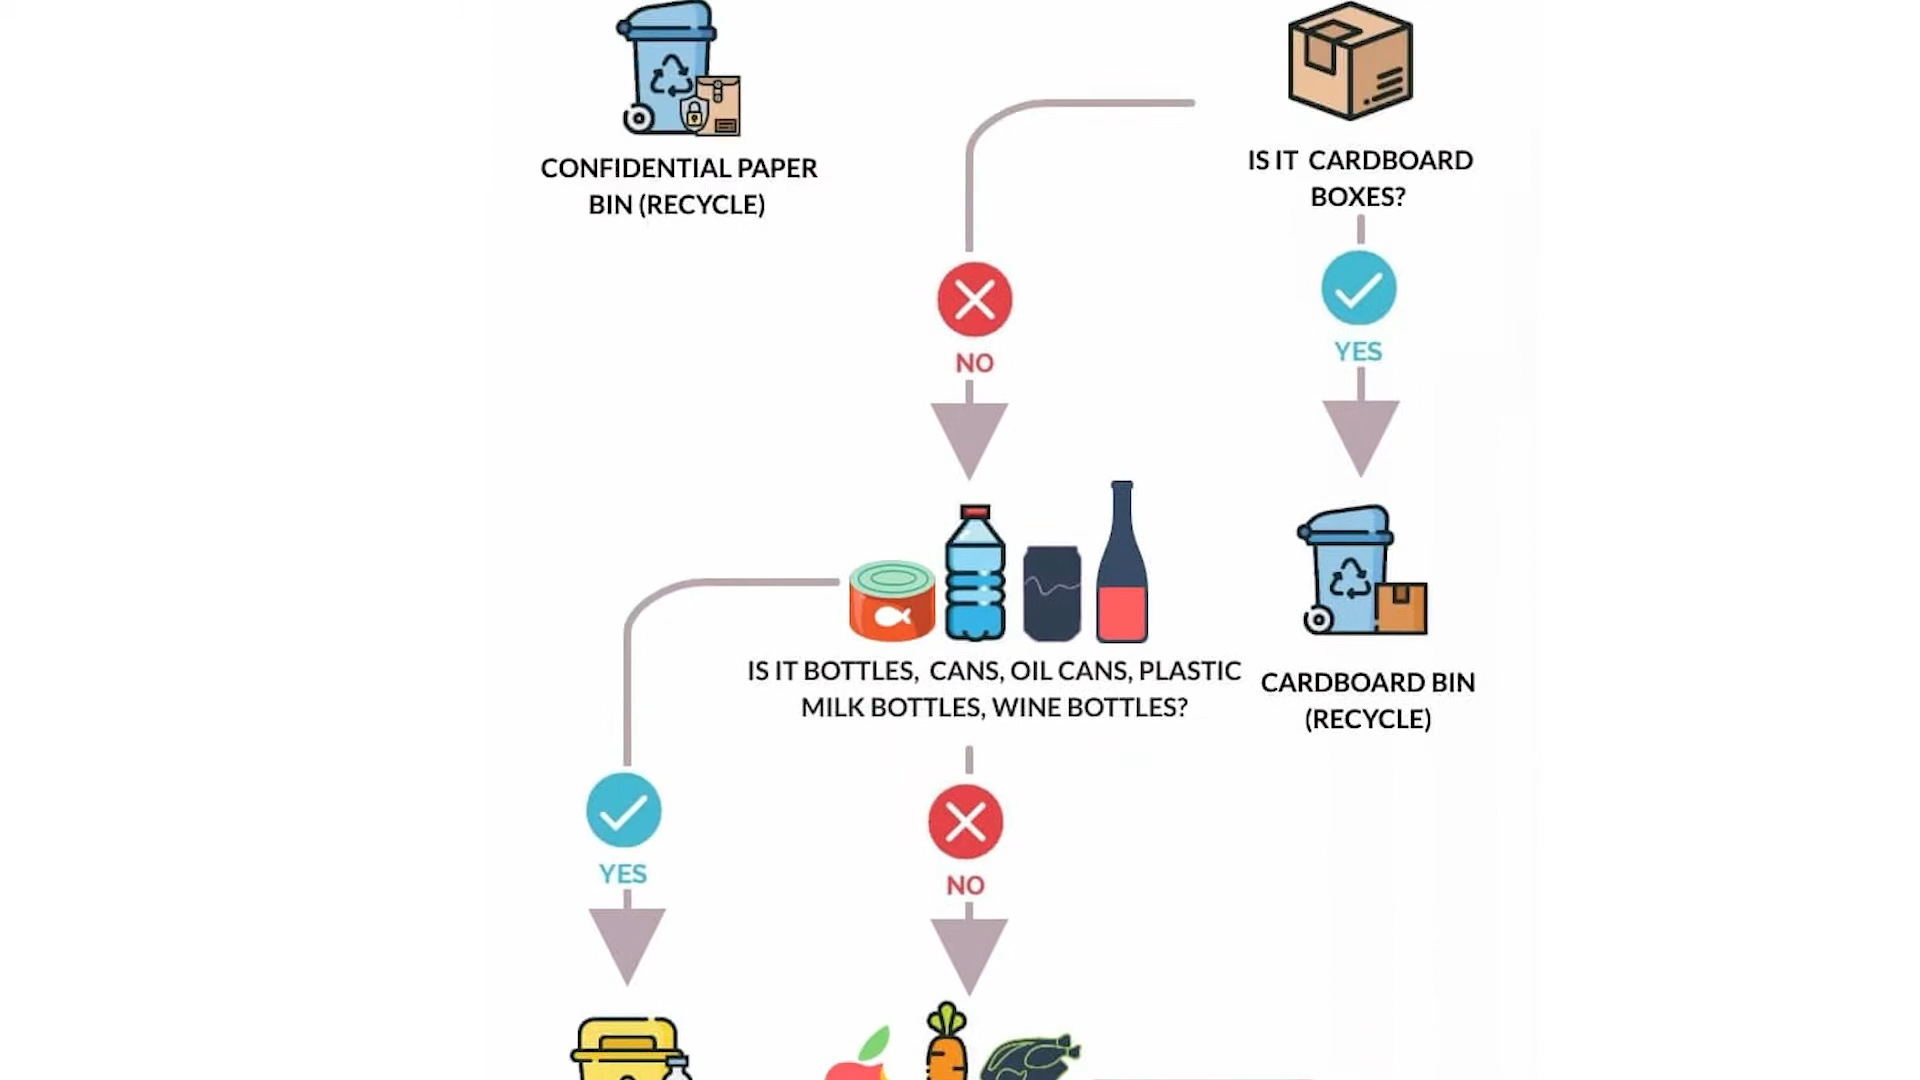 CONFIDENTIAL PAPER
BIN (RECYCLE)
IS IT CARDBOARD
BOXES?
NO
YES
IS IT BOTTLES, CANS, OIL CANS, PLASTIC
MILK BOTTLES, WINE BOTTLES?
CARDBOARD BIN
(RECYCLE)
YES
NO